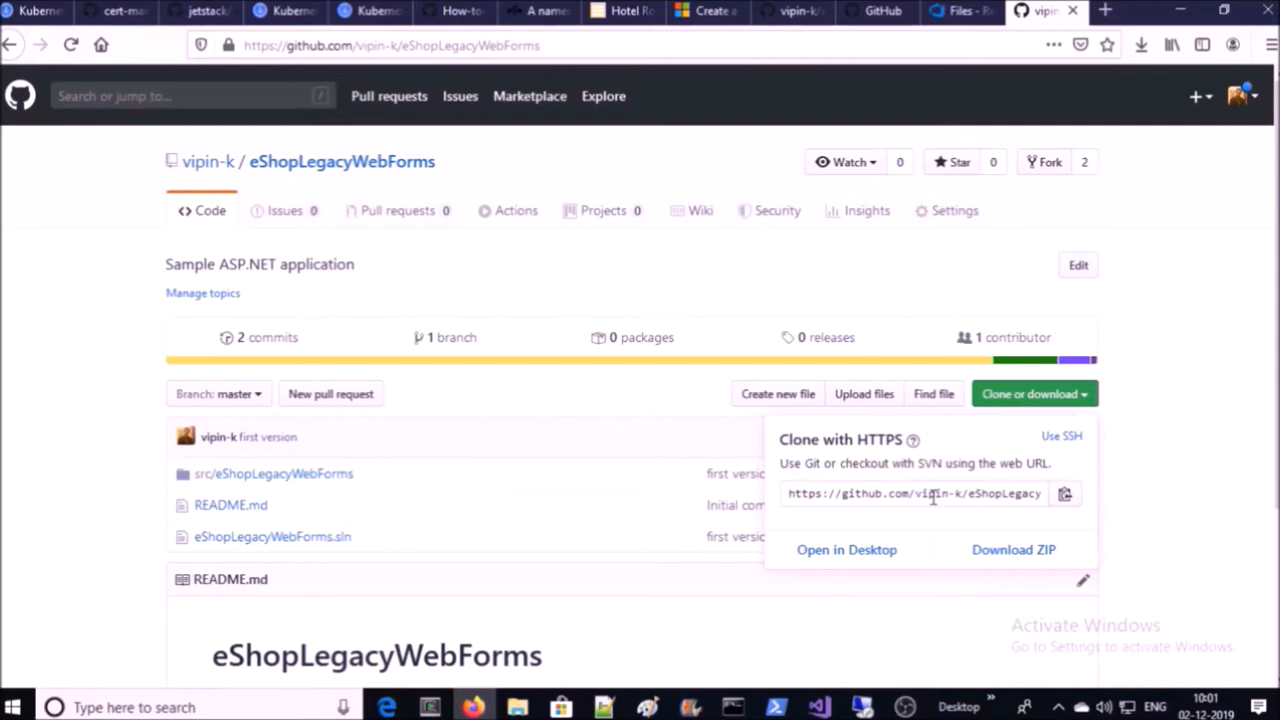 Kuberne
cert-ma
jetstack/
Kuberne
Kuberne
How-to-
A names
Hotel Ro
Create a
vipin-k/e
GitHub
Files - Re
vipin-
https://github.com/vipin-k/eShopLegacyWebForms
Search or jump to...
/
Pull requests
Issues
Marketplace
Explore
vipin-k / eShopLegacyWebForms
Watch
0
Star
0
Fork
2
Code
Issues 0
Pull requests 0
Actions
Projects 0
Wiki
Security
Insights
Settings
Sample ASP.NET application
Edit
Manage topics
2 commits
1 branch
0 packages
0 releases
1 contributor
Branch: master
New pull request
Create new file
Upload files
Find file
Clone or download
vipin-k first version
Clone with HTTPS
Use SSH
Use Git or checkout with SVN using the web URL.
src/eShopLegacyWebForms
first versio
https://github.com/vipin-k/eShopLegacy
README.md
Initial com
eShopLegacyWebForms.sln
first versio
Open in Desktop
Download ZIP
README.md
eShopLegacyWebForms
Activate Windows
Go to Settings to activate Windows.
Type here to search
Desktop
ENG
10:01
02-12-2019